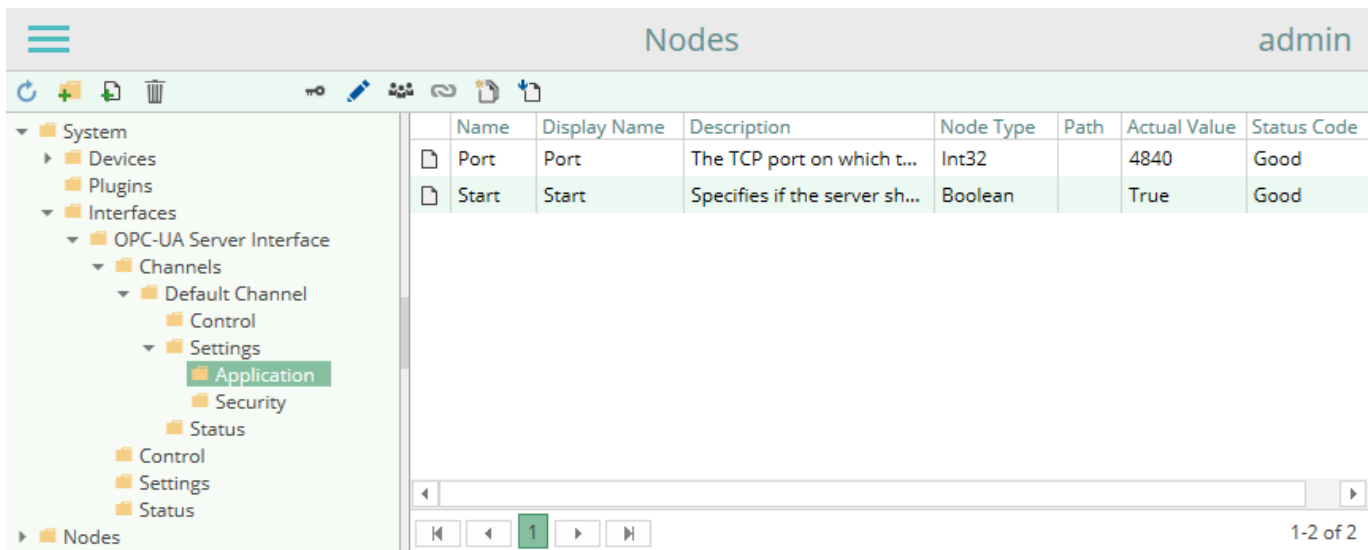 Nodes
admin
System
Devices
Plugins
Interfaces
OPC-UA Server Interface
Channels
Default Channel
Control
Settings
Application
Security
Status
Control
Settings
Status
Nodes
Name Display Name Description Node Type Path Actual Value Status Code
Port Port The TCP port on which t... Int32 4840 Good
Start Start Specifies if the server sh... Boolean True Good
1
1-2 of 2